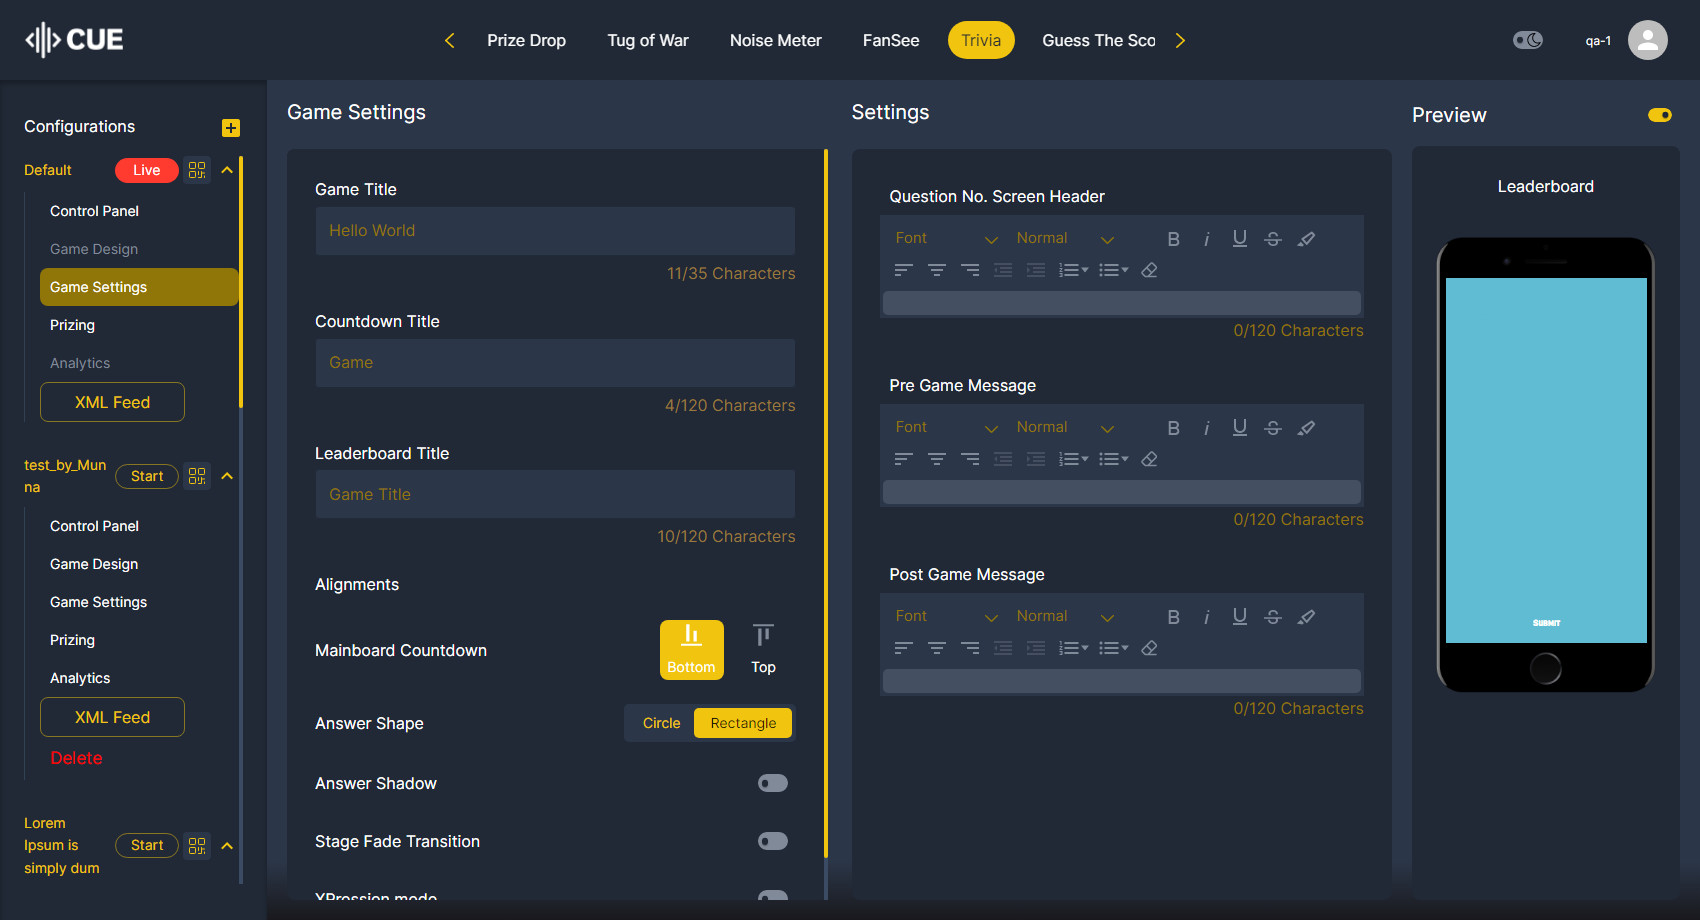 CUE
Prize Drop
Tug of War
Noise Meter
FanSee
Trivia
Guess The Sco
qa-1
Configurations
Default
Live
Control Panel
Game Design
Game Settings
Prizing
Analytics
XML Feed
test_by_Mun
na
Start
Control Panel
Game Design
Game Settings
Prizing
Analytics
XML Feed
Delete
Lorem
Ipsum is
simply dum
Start
Game Settings
Game Title
Hello World
11/35 Characters
Countdown Title
Game
4/120 Characters
Leaderboard Title
Game Title
10/120 Characters
Alignments
Mainboard Countdown
Bottom
Top
Answer Shape
Circle
Rectangle
Answer Shadow
Stage Fade Transition
XPression mode
Settings
Question No. Screen Header
Font
Normal
0/120 Characters
Pre Game Message
Font
Normal
0/120 Characters
Post Game Message
Font
Normal
0/120 Characters
Preview
Leaderboard
SUBMIT